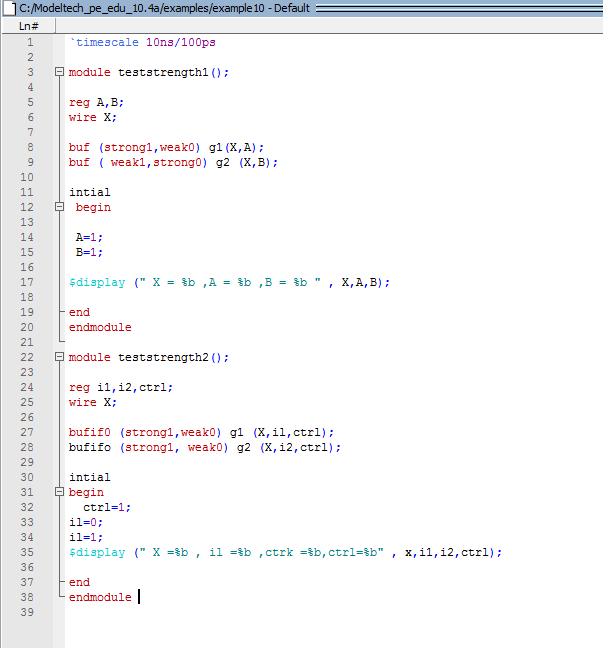 C:/Modeltech_pe_edu_10.4a/examples/example10 - Default
Ln#
1 `timescale 10ns/100ps
2
3 module teststrength1();
4
5 reg A,B;
6 wire X;
7
8 buf (strong1,weak0) g1(X,A);
9 buf ( weak1,strong0) g2 (X,B);
10
11 intial
12 begin
13
14 A=1;
15 B=1;
16
17 $display (" X = %b ,A = %b ,B = %b " , X,A,B);
18
19 end
20 endmodule
21
22 module teststrength2();
23
24 reg i1,i2,ctrl;
25 wire X;
26
27 bufif0 (strong1,weak0) g1 (X,il,ctrl);
28 bufifo (strong1, weak0) g2 (X,i2,ctrl);
29
30 intial
31 begin
32 ctrl=1;
33 il=0;
34 il=1;
35 $display (" X =%b , il =%b ,ctrk =%b,ctrl=%b" , x,i1,i2,ctrl);
36
37 end
38 endmodule
39